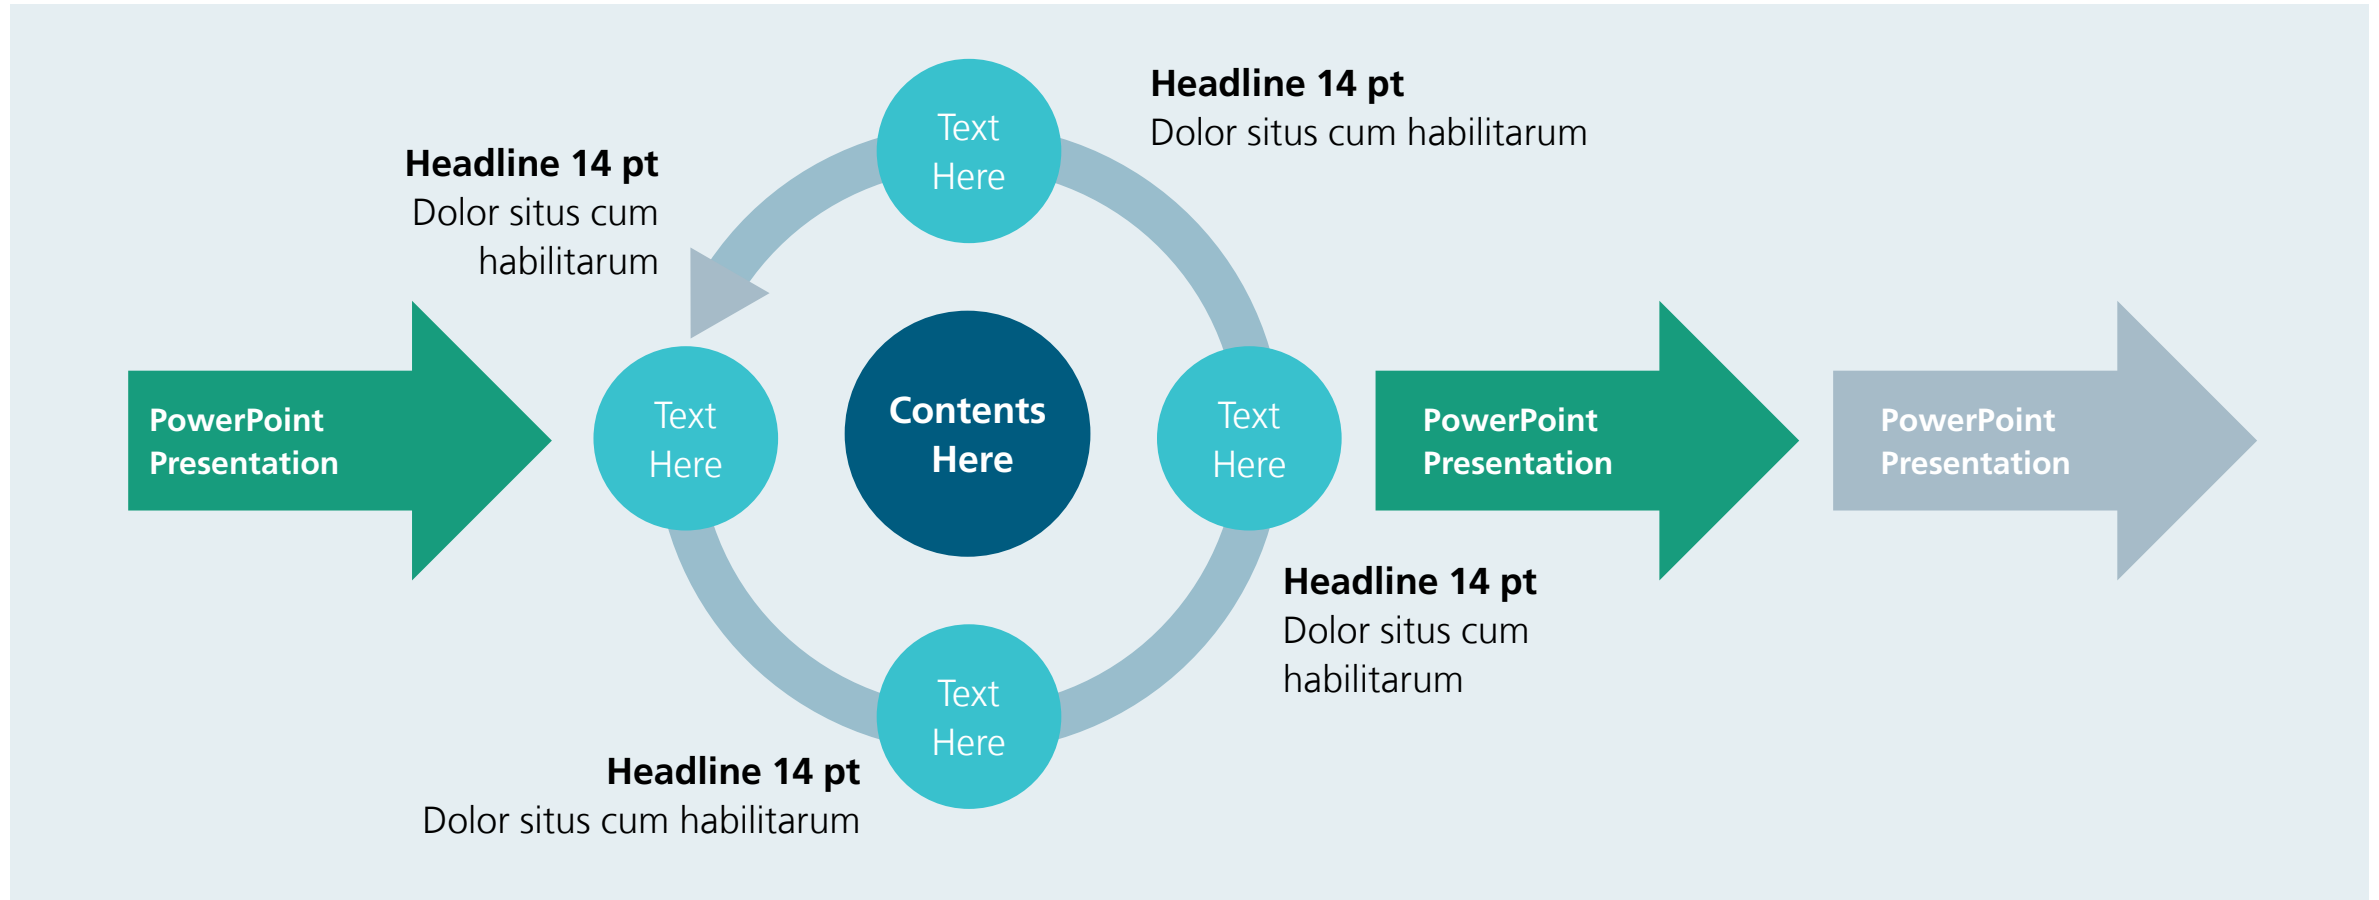 Headline 14 pt
Dolor situs cum habilitarum
Text
Here
Headline 14 pt
Dolor situs cum
habilitarum
PowerPoint
Presentation
Text
Here
Contents
Here
Text
Here
PowerPoint
Presentation
PowerPoint
Presentation
Headline 14 pt
Dolor situs cum
habilitarum
Text
Here
Headline 14 pt
Dolor situs cum habilitarum